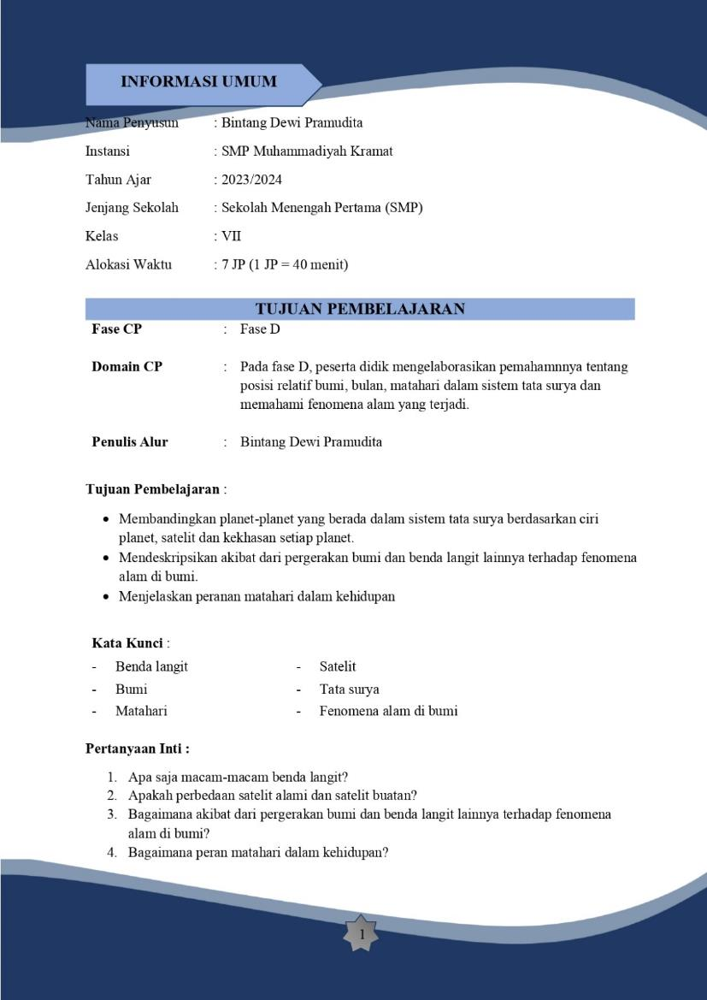 INFORMASI UMUM
Nama Penyusun : Bintang Dewi Pramudita
Instansi : SMP Muhammadiyah Kramat
Tahun Ajar : 2023/2024
Jenjang Sekolah : Sekolah Menengah Pertama (SMP)
Kelas : VII
Alokasi Waktu : 7 JP (1 JP = 40 menit)
TUJUAN PEMBELAJARAN
Fase CP : Fase D
Domain CP : Pada fase D, peserta didik mengelaborasikan pemahamnnya tentang
posisi relatif bumi, bulan, matahari dalam sistem tata surya dan
memahami fenomena alam yang terjadi.
Penulis Alur : Bintang Dewi Pramudita
Tujuan Pembelajaran :
• Membandingkan planet-planet yang berada dalam sistem tata surya berdasarkan ciri
planet, satelit dan kekhasan setiap planet.
• Mendeskripsikan akibat dari pergerakan bumi dan benda langit lainnya terhadap fenomena
alam di bumi.
• Menjelaskan peranan matahari dalam kehidupan
Kata Kunci :
- Benda langit - Satelit
- Bumi - Tata surya
- Matahari - Fenomena alam di bumi
Pertanyaan Inti :
1. Apa saja macam-macam benda langit?
2. Apakah perbedaan satelit alami dan satelit buatan?
3. Bagaimana akibat dari pergerakan bumi dan benda langit lainnya terhadap fenomena
alam di bumi?
4. Bagaimana peran matahari dalam kehidupan?
1